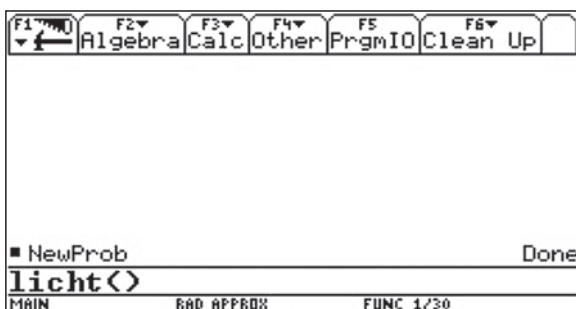 F1▼ F2▼ Algebra F3▼ Calc F4▼ Other F5 PrgmIO F6▼ Clean Up
■ NewProb Done
licht()
MAIN RAD APPROX FUNC 1/30